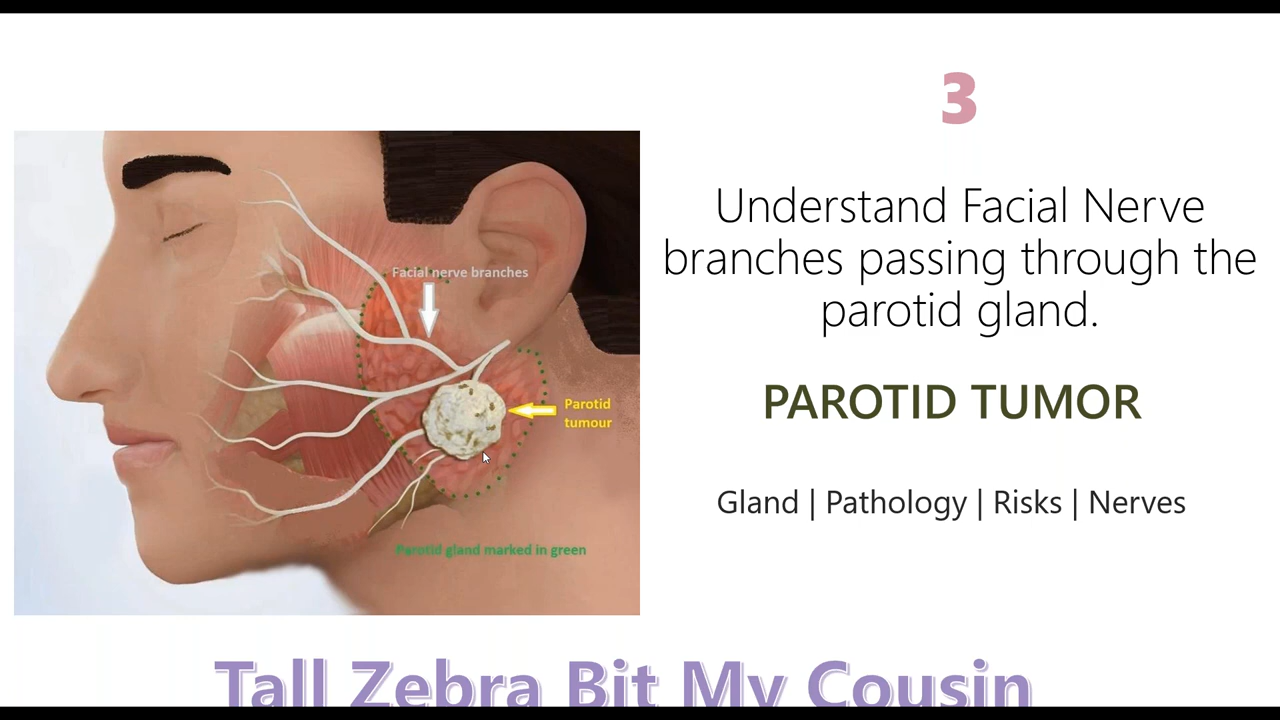 3
Understand Facial Nerve
branches passing through the
parotid gland.
PAROTID TUMOR
Gland | Pathology | Risks | Nerves
Facial nerve branches
Parotid
tumour
Parotid gland marked in green
Tall Zebra Bit My Cousin